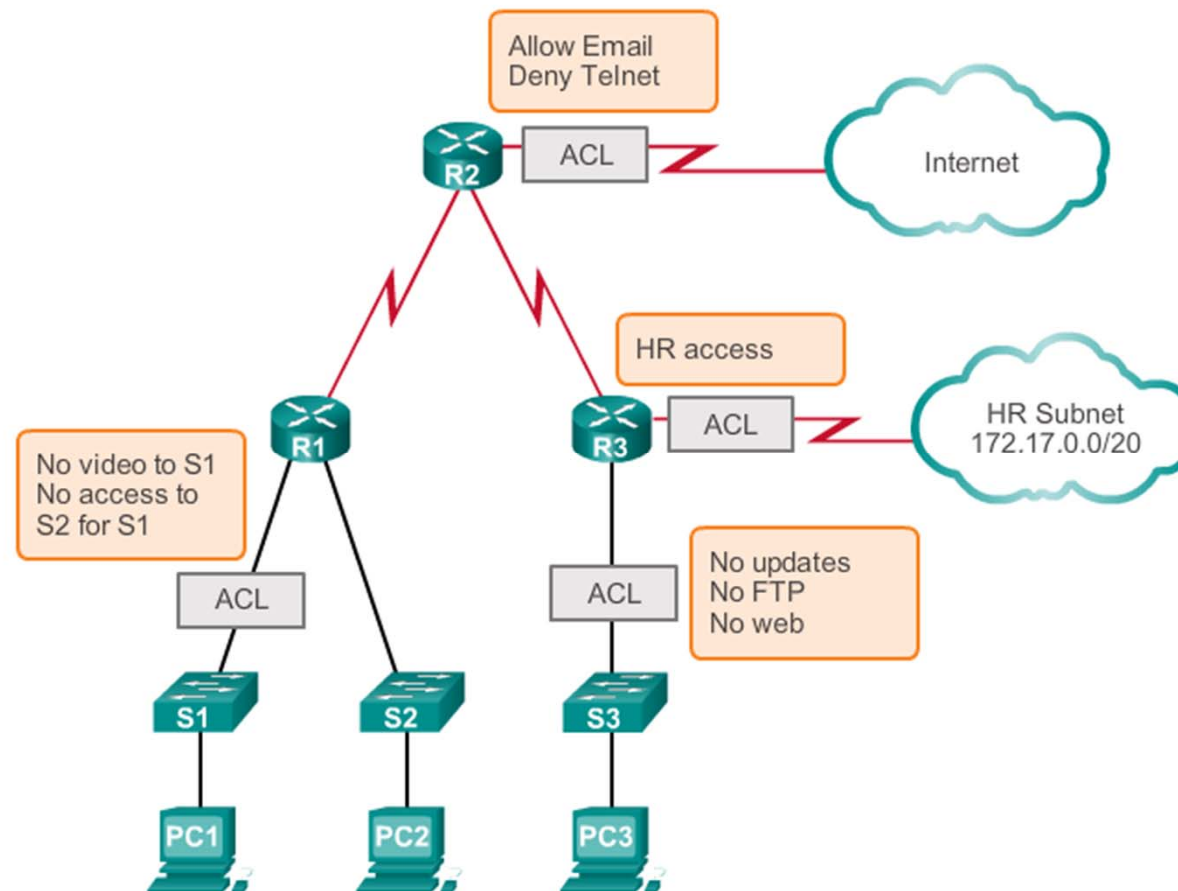 Allow Email
Deny Telnet
ACL
R2
Internet
HR access
ACL
R1
R3
HR Subnet
172.17.0.0/20
No video to S1
No access to
S2 for S1
ACL
ACL
No updates
No FTP
No web
S1
S2
S3
PC1
PC2
PC3